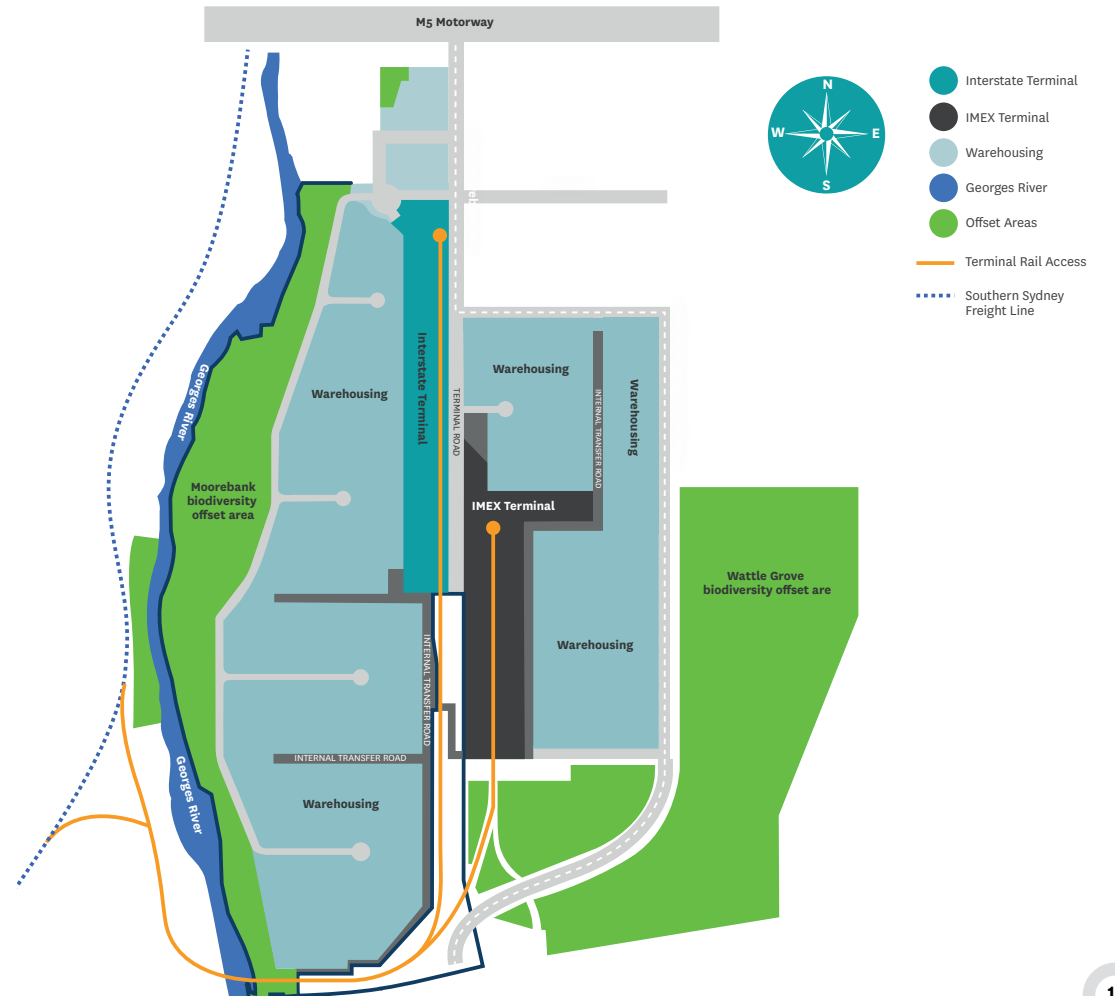 M5 Motorway
N
W
E
S
Interstate Terminal
IMEX Terminal
Warehousing
Georges River
Offset Areas
Terminal Rail Access
Southern Sydney
Freight Line
Georges River
Warehousing
Interstate Terminal
TERMINAL ROAD
Warehousing
INTERNAL TRANSFER ROAD
Warehousing
Moorebank
biodiversity
offset area
IMEX Terminal
Wattle Grove
biodiversity offset are
Warehousing
INTERNAL TRANSFER ROAD
INTERNAL TRANSFER ROAD
Georges River
Warehousing
1